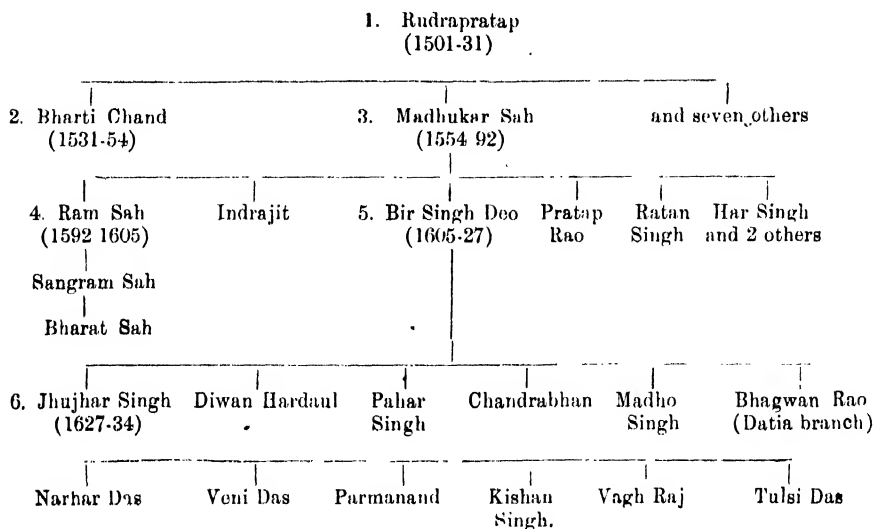 1. Rudrapratap
(1501-31)
2. Bharti Chand 3. Madhukar Sah and seven others
(1531-54) (1554 92)
4. Ram Sah Indrajit 5. Bir Singh Deo Pratap Ratan Har Singh
(1592 1605) (1605-27) Rao Singh and 2 others
Sangram Sah
Bharat Sah
6. Jhujhar Singh Diwan Hardaul Pahar Chandrabhan Madho Bhagwan Rao
(1627-34) Singh Singh (Datia branch)
Narhar Das Veni Das Parmanand Kishan Vagh Raj Tulsi Das
Singh.